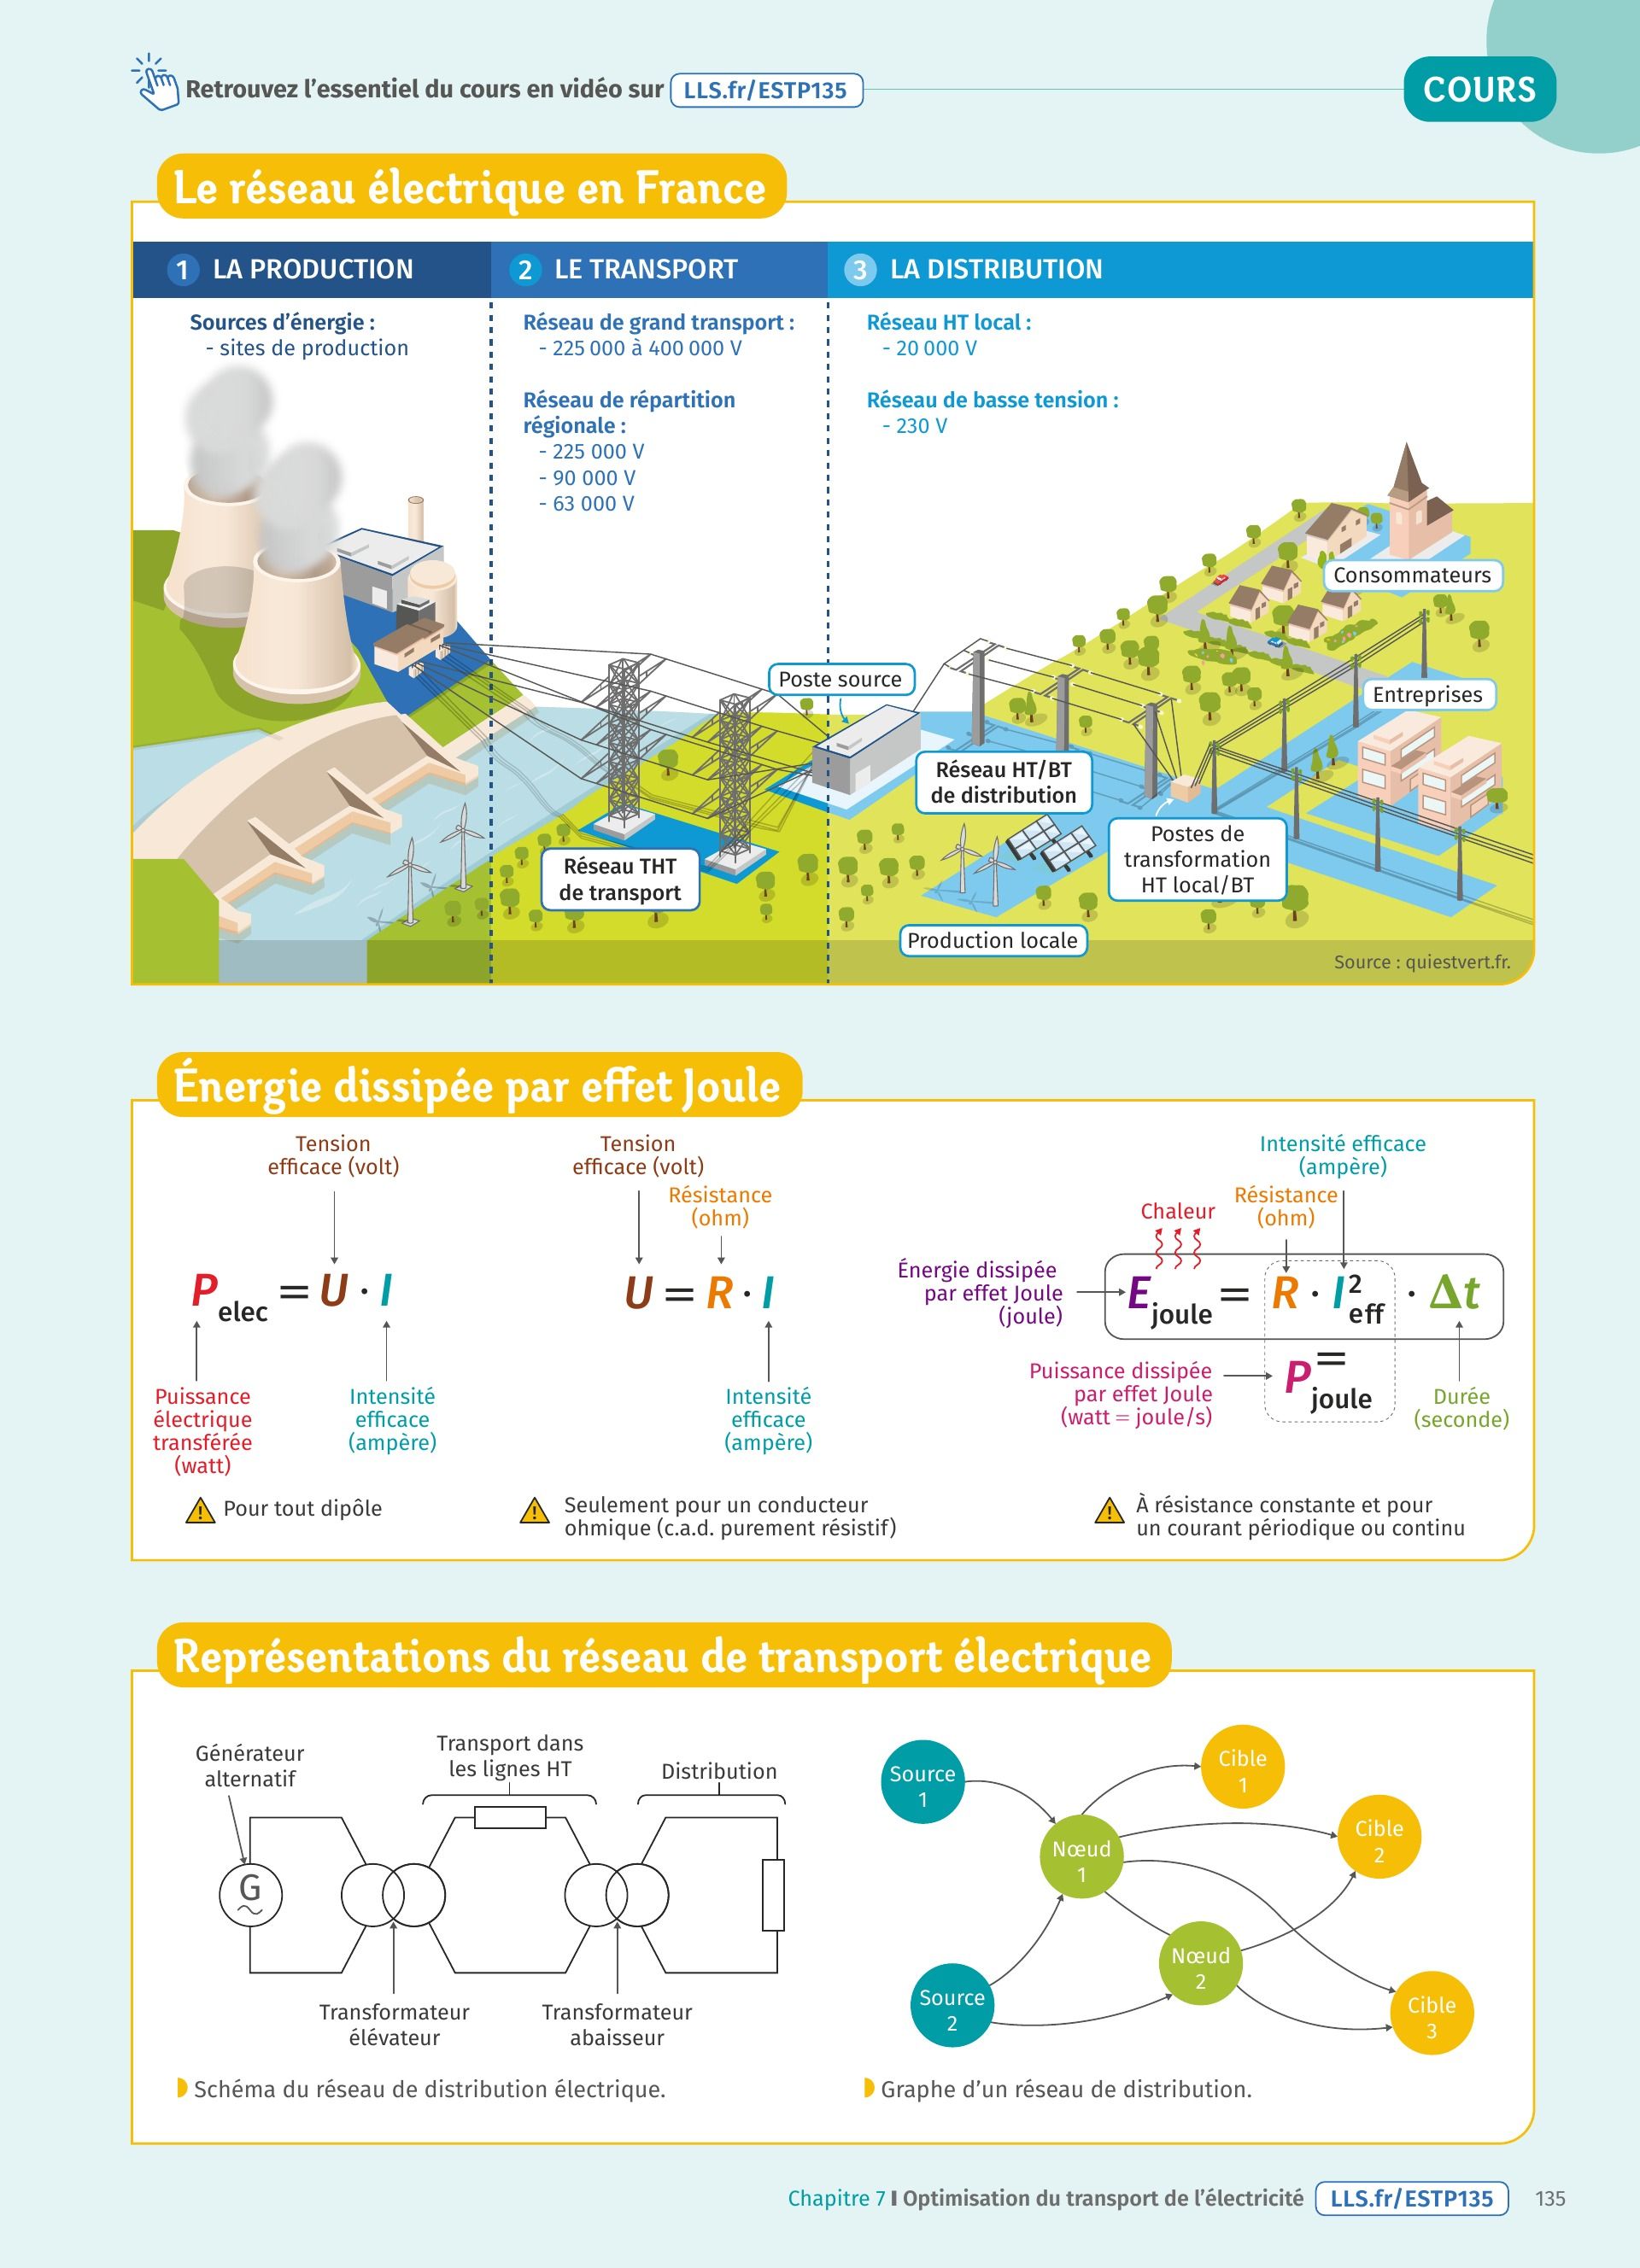 Retrouvez l'essentiel du cours en vidéo sur LLS.fr/ESTP135
COURS
Le réseau électrique en France
1 LA PRODUCTION
Sources d'énergie :
- sites de production
2 LE TRANSPORT
Réseau de grand transport :
- 225 000 à 400 000 V
Réseau de répartition
régionale :
- 225 000 V
- 90 000 V
- 63 000 V
3 LA DISTRIBUTION
Réseau HT local :
- 20 000 V
Réseau de basse tension :
- 230 V
Consommateurs
Poste source
Entreprises
Réseau HT/BT
de distribution
Postes de
transformation
HT local/BT
Réseau THT
de transport
Production locale
Source : quiestvert.fr.
Énergie dissipée par effet Joule
Tension
efficace (volt)
P elec = U · I
Puissance
électrique
transférée
(watt)
Intensité
efficace
(ampère)
! Pour tout dipôle
Tension
efficace (volt)
Résistance
(ohm)
U = R · I
Intensité
efficace
(ampère)
! Seulement pour un conducteur
ohmique (c.a.d. purement résistif)
Intensité efficace
(ampère)
Résistance
(ohm)
Chaleur
Énergie dissipée
par effet Joule
(joule)
E joule = R · I² eff · Δt
=
P joule
Puissance dissipée
par effet Joule
(watt = joule/s)
Durée
(seconde)
! À résistance constante et pour
un courant périodique ou continu
Représentations du réseau de transport électrique
Générateur
alternatif
Transport dans
les lignes HT
Distribution
G
Transformateur
élévateur
Transformateur
abaisseur
Schéma du réseau de distribution électrique.
Source
1
Cible
1
Cible
2
Nœud
1
Nœud
2
Source
2
Cible
3
Graphe d'un réseau de distribution.
Chapitre 7 I Optimisation du transport de l'électricité LLS.fr/ESTP135 135